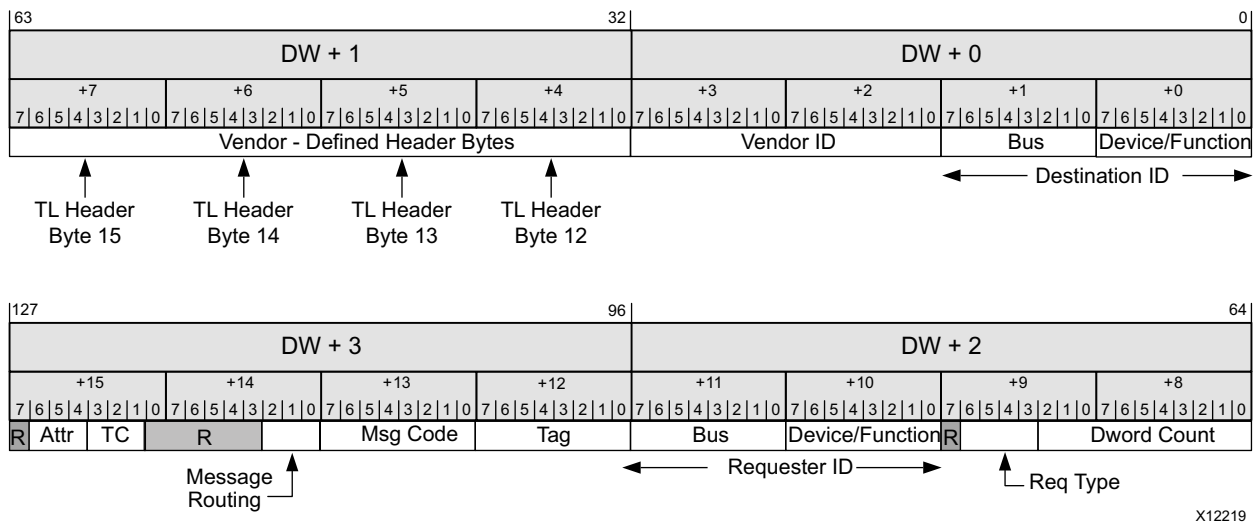 63 32 0
DW + 1 DW + 0
+7 +6 +5 +4 +3 +2 +1 +0
7 6 5 4 3 2 1 0 7 6 5 4 3 2 1 0 7 6 5 4 3 2 1 0 7 6 5 4 3 2 1 0 7 6 5 4 3 2 1 0 7 6 5 4 3 2 1 0 7 6 5 4 3 2 1 0 7 6 5 4 3 2 1 0
Vendor - Defined Header Bytes Vendor ID Bus Device/Function
Destination ID
TL Header TL Header TL Header TL Header
Byte 15 Byte 14 Byte 13 Byte 12
127 96 64
DW + 3 DW + 2
+15 +14 +13 +12 +11 +10 +9 +8
7 6 5 4 3 2 1 0 7 6 5 4 3 2 1 0 7 6 5 4 3 2 1 0 7 6 5 4 3 2 1 0 7 6 5 4 3 2 1 0 7 6 5 4 3 2 1 0 7 6 5 4 3 2 1 0 7 6 5 4 3 2 1 0
R Attr TC R Msg Code Tag Bus Device/Function R Dword Count
Message Requester ID
Routing Req Type
X12219